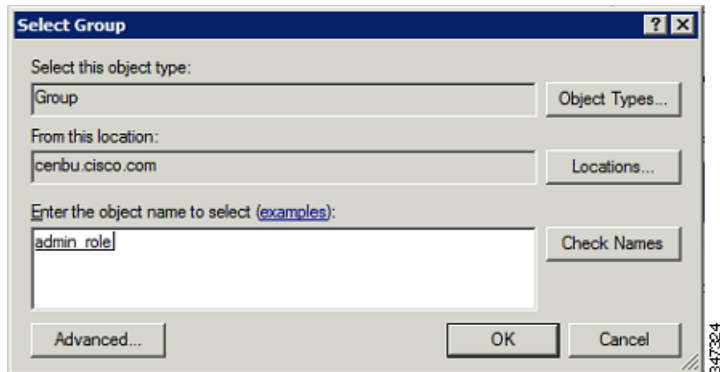 Select Group
Select this object type:
Group
Object Types...
From this location:
cenbu.cisco.com
Locations...
Enter the object name to select (examples):
admin_role
Check Names
Advanced...
OK
Cancel
347324